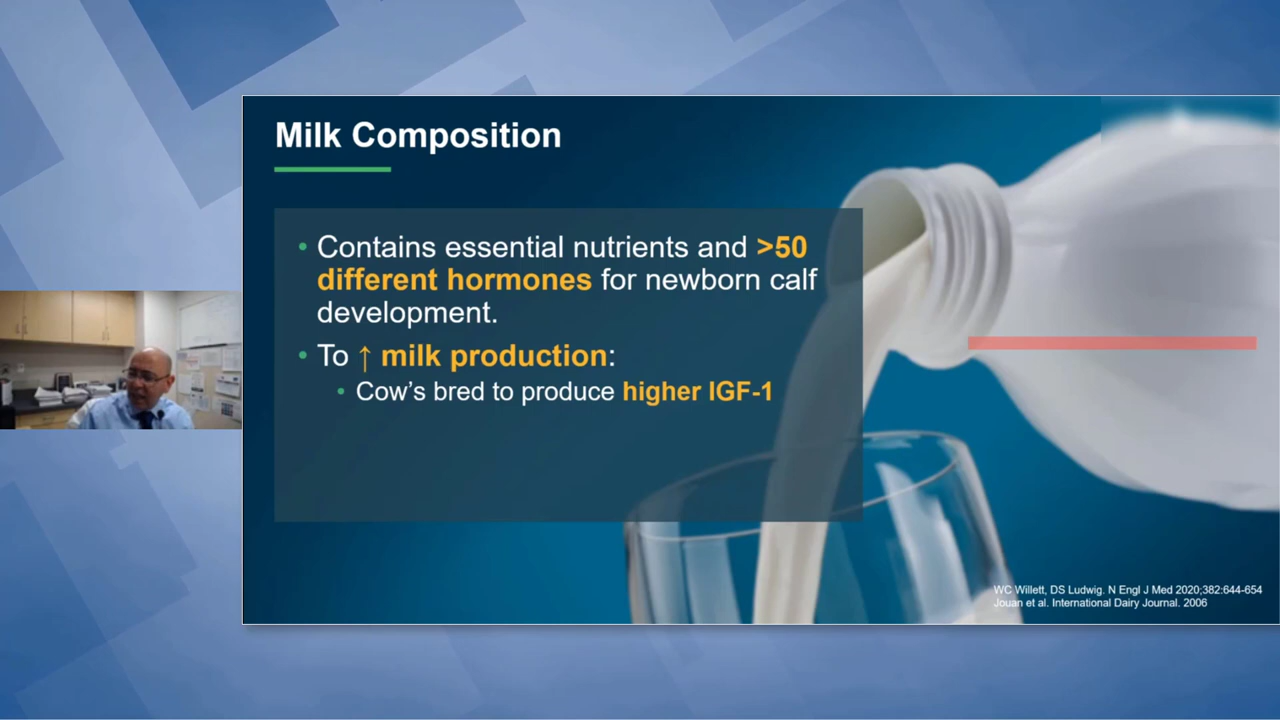 Milk Composition
• Contains essential nutrients and >50
different hormones for newborn calf
development.
• To ↑ milk production:
• Cow’s bred to produce higher IGF-1
WC Willett, DS Ludwig. N Engl J Med 2020;382:644-654
Jouan et al. International Dairy Journal. 2006